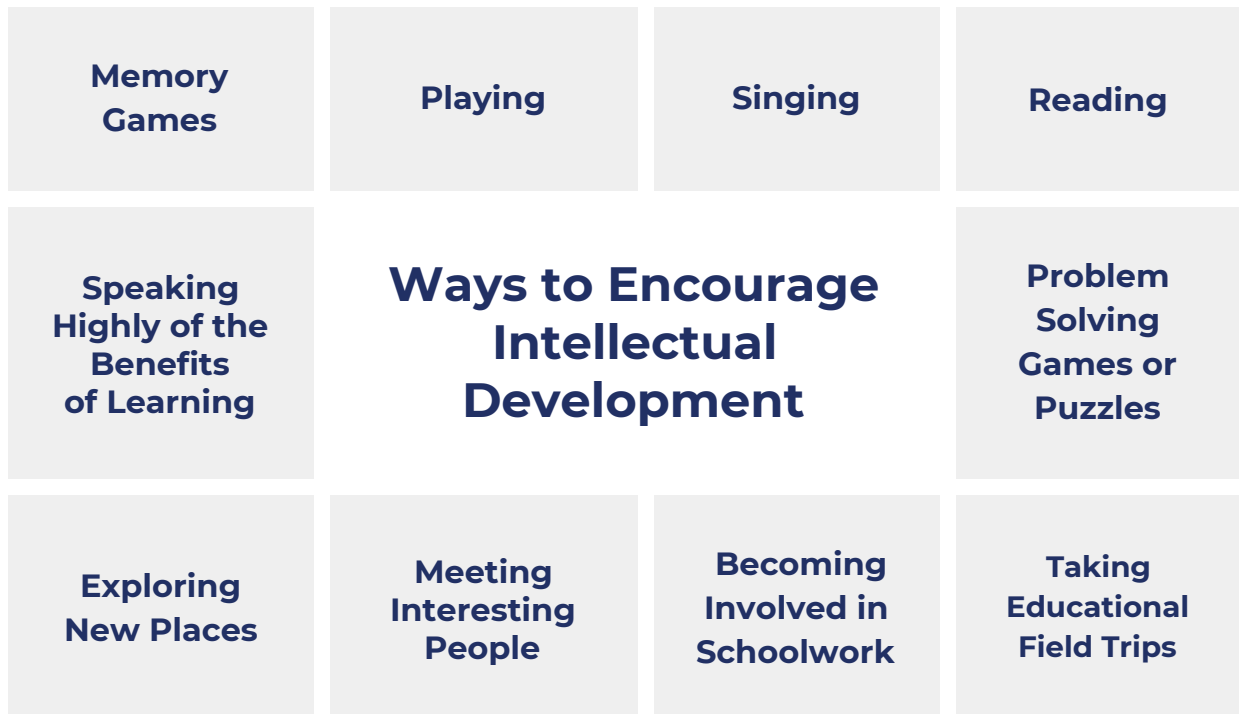 Memory
Games
Playing
Singing
Reading
Speaking
Highly of the
Benefits
of Learning
Ways to Encourage
Intellectual
Development
Problem
Solving
Games or
Puzzles
Exploring
New Places
Meeting
Interesting
People
Becoming
Involved in
Schoolwork
Taking
Educational
Field Trips